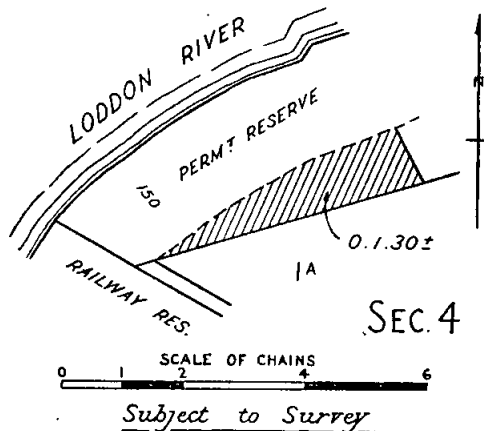 LODDON RIVER
N
PERMT. RESERVE
150
0.1.30±
1A
RAILWAY RES.
SEC. 4
SCALE OF CHAINS
0 1 2 4 6
Subject to Survey